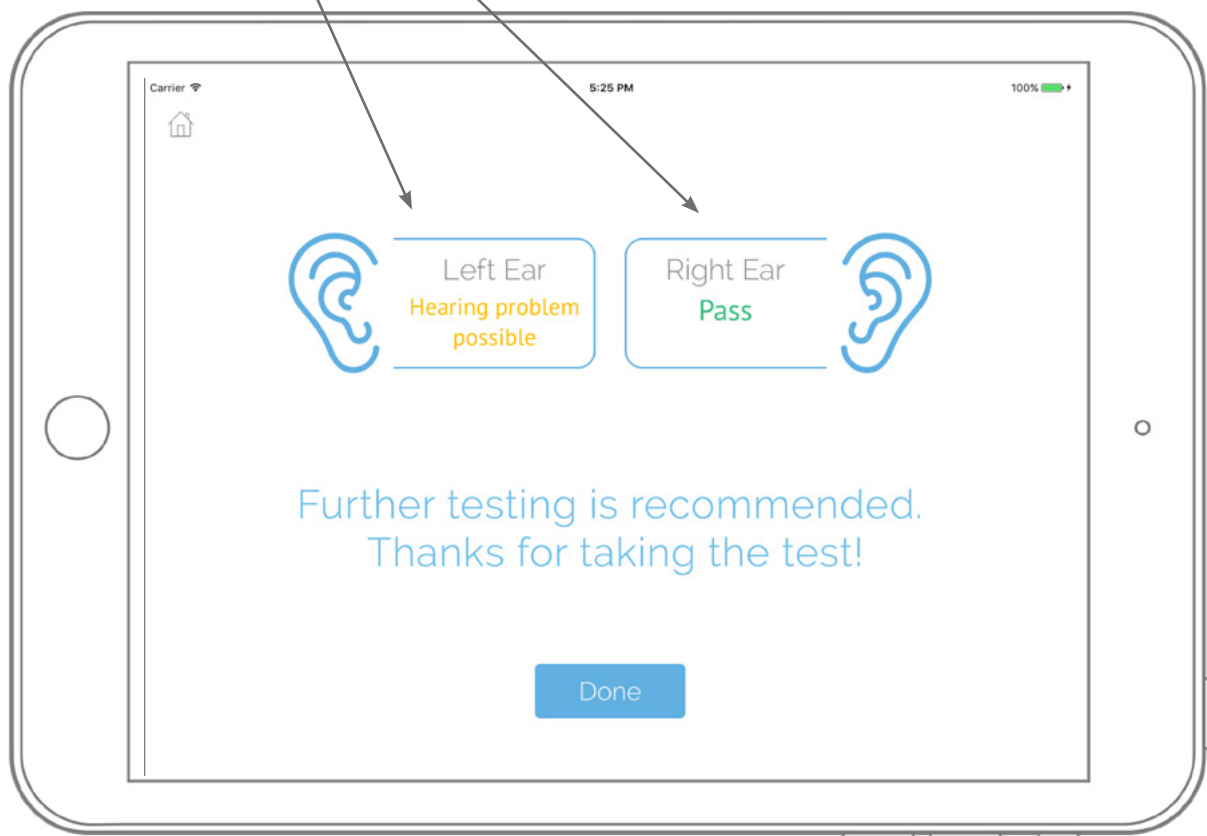 Carrier
5:25 PM
100%
Left Ear
Hearing problem
possible
Right Ear
Pass
Further testing is recommended.
Thanks for taking the test!
Done